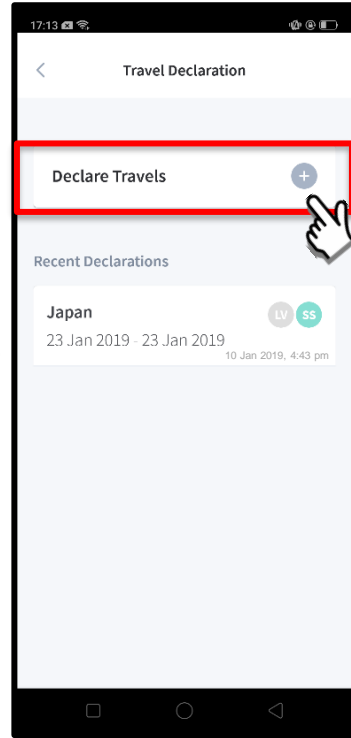 17:13
Travel Declaration
Declare Travels
Recent Declarations
Japan
LV SS
23 Jan 2019 - 23 Jan 2019
10 Jan 2019, 4:43 pm